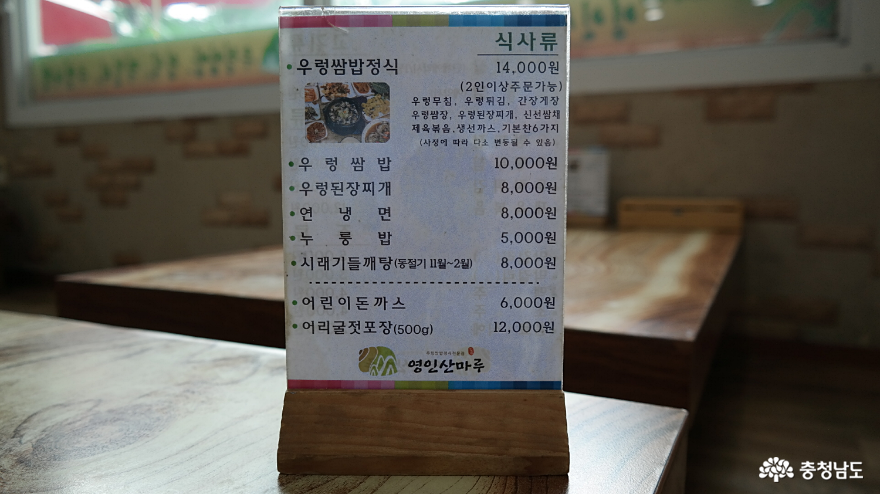 식사류
우렁쌈밥정식 14,000원
(2인이상주문가능)
우렁무침, 우렁튀김, 간장게장
우렁쌈장, 우렁된장찌개, 신선쌈채
제육볶음,생선까스,기본찬6가지
(사정에 따라 다소 변동될 수 있음)
우렁쌈밥 10,000원
우렁된장찌개 8,000원
연냉면 8,000원
누룽밥 5,000원
시래기들깨탕(동절기 11월~2월) 8,000원
어린이돈까스 6,000원
어리굴젓포장(500g) 12,000원
영인산마루
충청남도